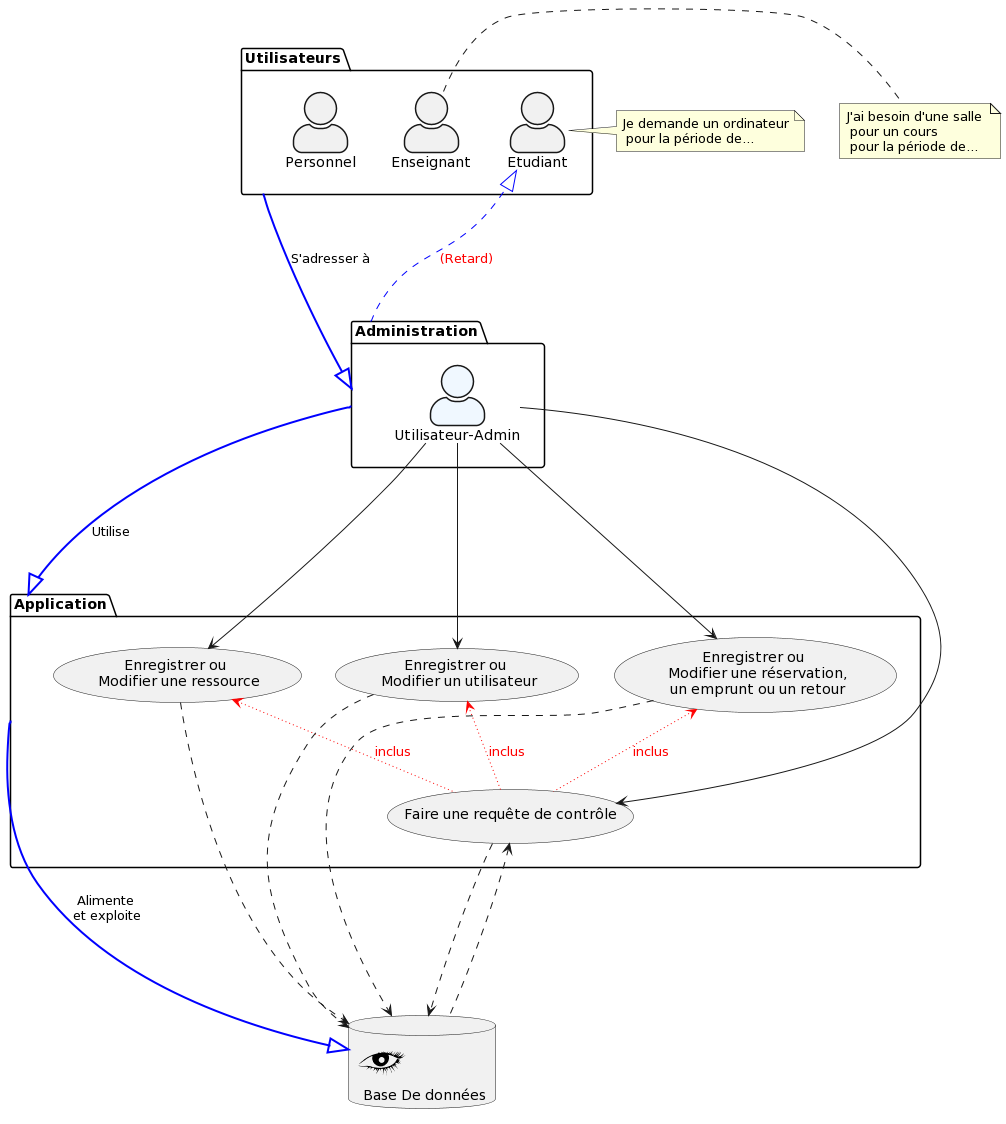 Utilisateurs
Personnel
Enseignant
Etudiant
Je demande un ordinateur
pour la période de...
J'ai besoin d'une salle
pour un cours
pour la période de...
S'adresser à
(Retard)
Administration
Utilisateur-Admin
Utilise
Application
Enregistrer ou
Modifier une ressource
Enregistrer ou
Modifier un utilisateur
Enregistrer ou
Modifier une réservation,
un emprunt ou un retour
inclus
inclus
inclus
Faire une requête de contrôle
Alimente
et exploite
Base De données